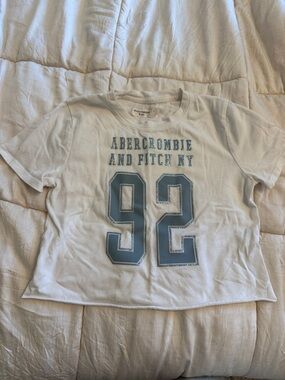 ABERCROMBIE
AND FITCH NY
92